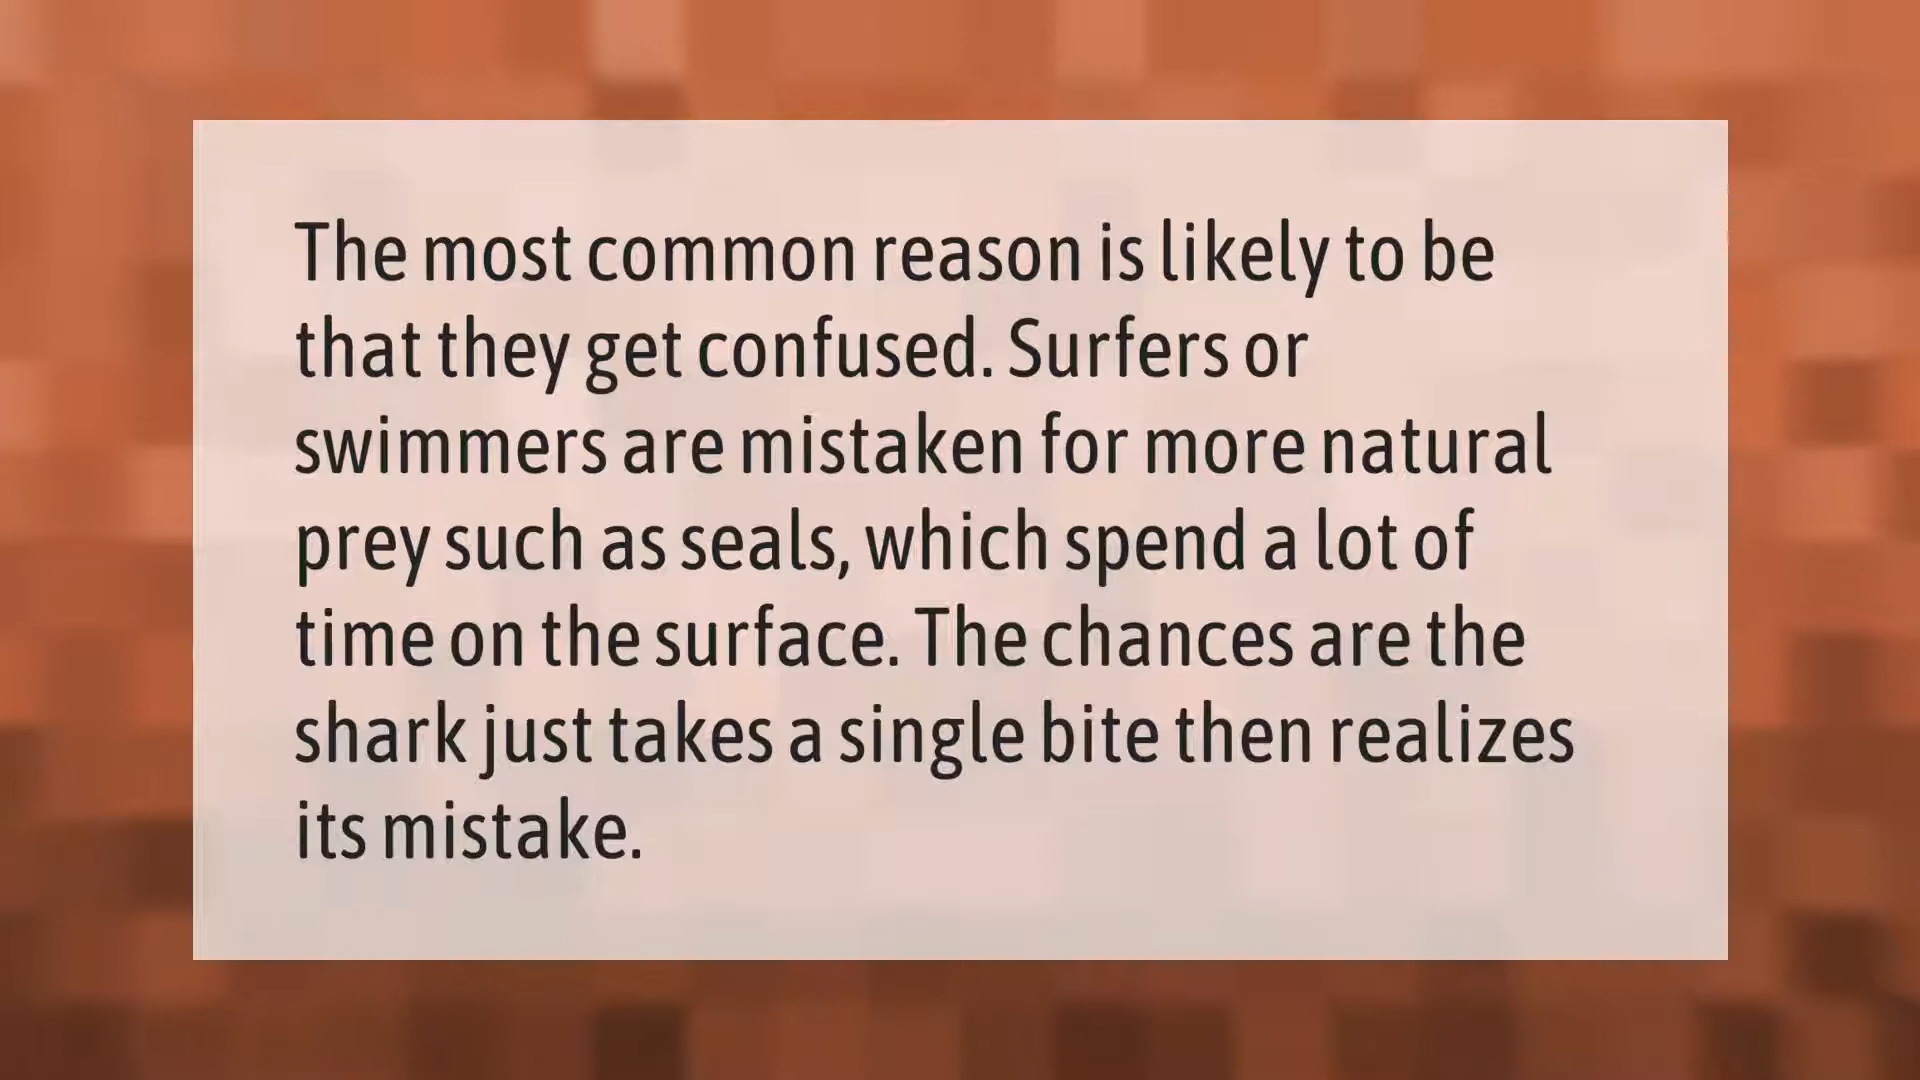 The most common reason is likely to be
that they get confused. Surfers or
swimmers are mistaken for more natural
prey such as seals, which spend a lot of
time on the surface. The chances are the
shark just takes a single bite then realizes
its mistake.